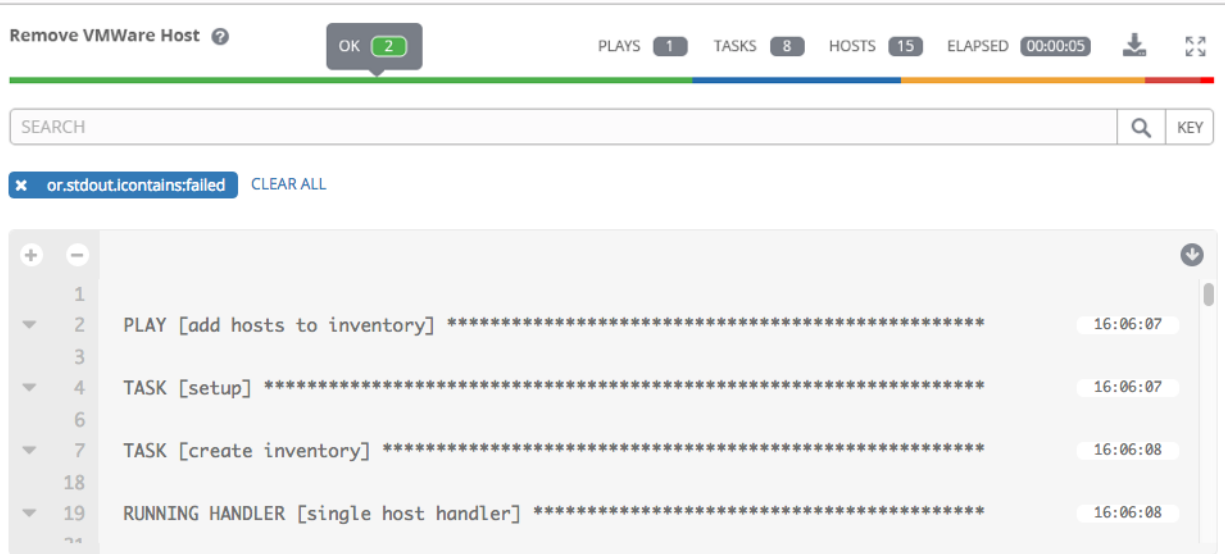 Remove VMWare Host ?
OK 2
PLAYS 1 TASKS 8 HOSTS 15 ELAPSED 00:00:05
SEARCH
KEY
× or.stdout.icontains:failed CLEAR ALL
1
2 PLAY [add hosts to inventory] ************************************************** 16:06:07
3
4 TASK [setup] ******************************************************************* 16:06:07
6
7 TASK [create inventory] ******************************************************** 16:06:08
18
19 RUNNING HANDLER [single host handler] ****************************************** 16:06:08